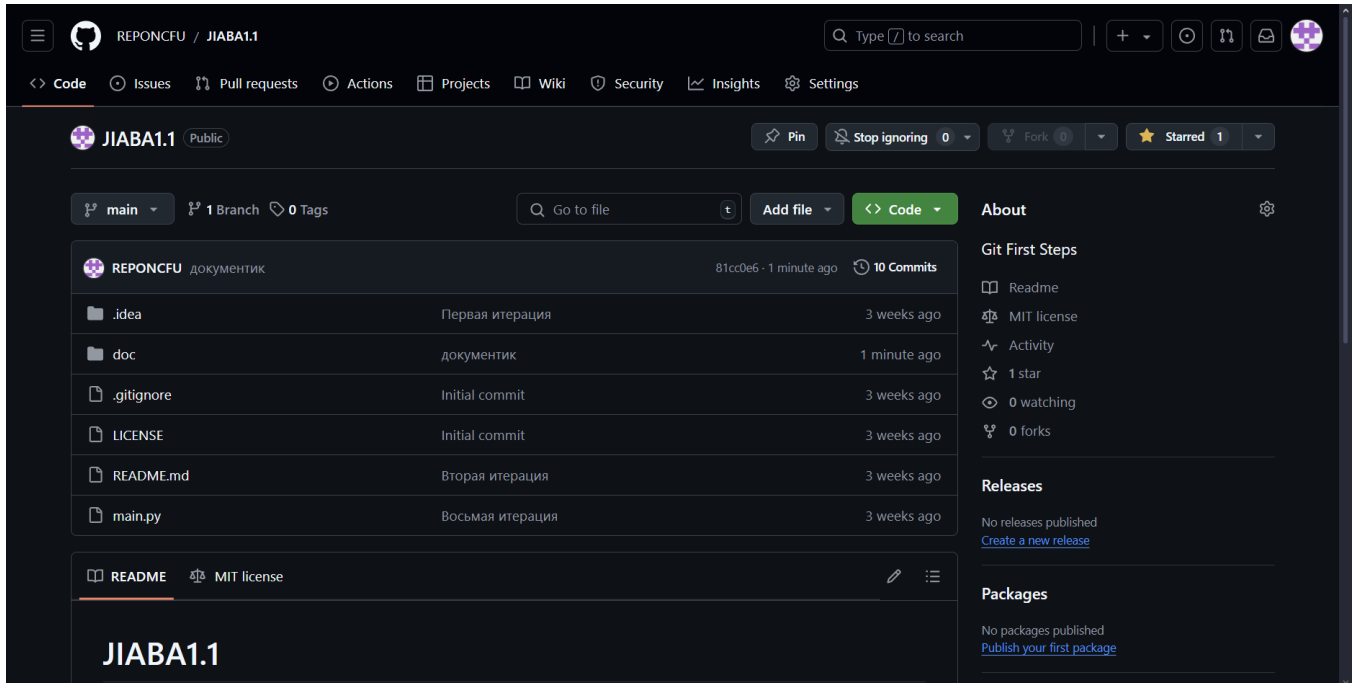 REPONCFU / JIABA1.1
Type / to search
Code Issues Pull requests Actions Projects Wiki Security Insights Settings
JIABA1.1 Public
Pin Stop ignoring 0 Fork 0 Starred 1
main 1 Branch 0 Tags Go to file t Add file Code
REPONCFU документик 81cc0e6 · 1 minute ago 10 Commits
.idea Первая итерация 3 weeks ago
doc документик 1 minute ago
.gitignore Initial commit 3 weeks ago
LICENSE Initial commit 3 weeks ago
README.md Вторая итерация 3 weeks ago
main.py Восьмая итерация 3 weeks ago
README MIT license
JIABA1.1
About
Git First Steps
Readme
MIT license
Activity
1 star
0 watching
0 forks
Releases
No releases published
Create a new release
Packages
No packages published
Publish your first package